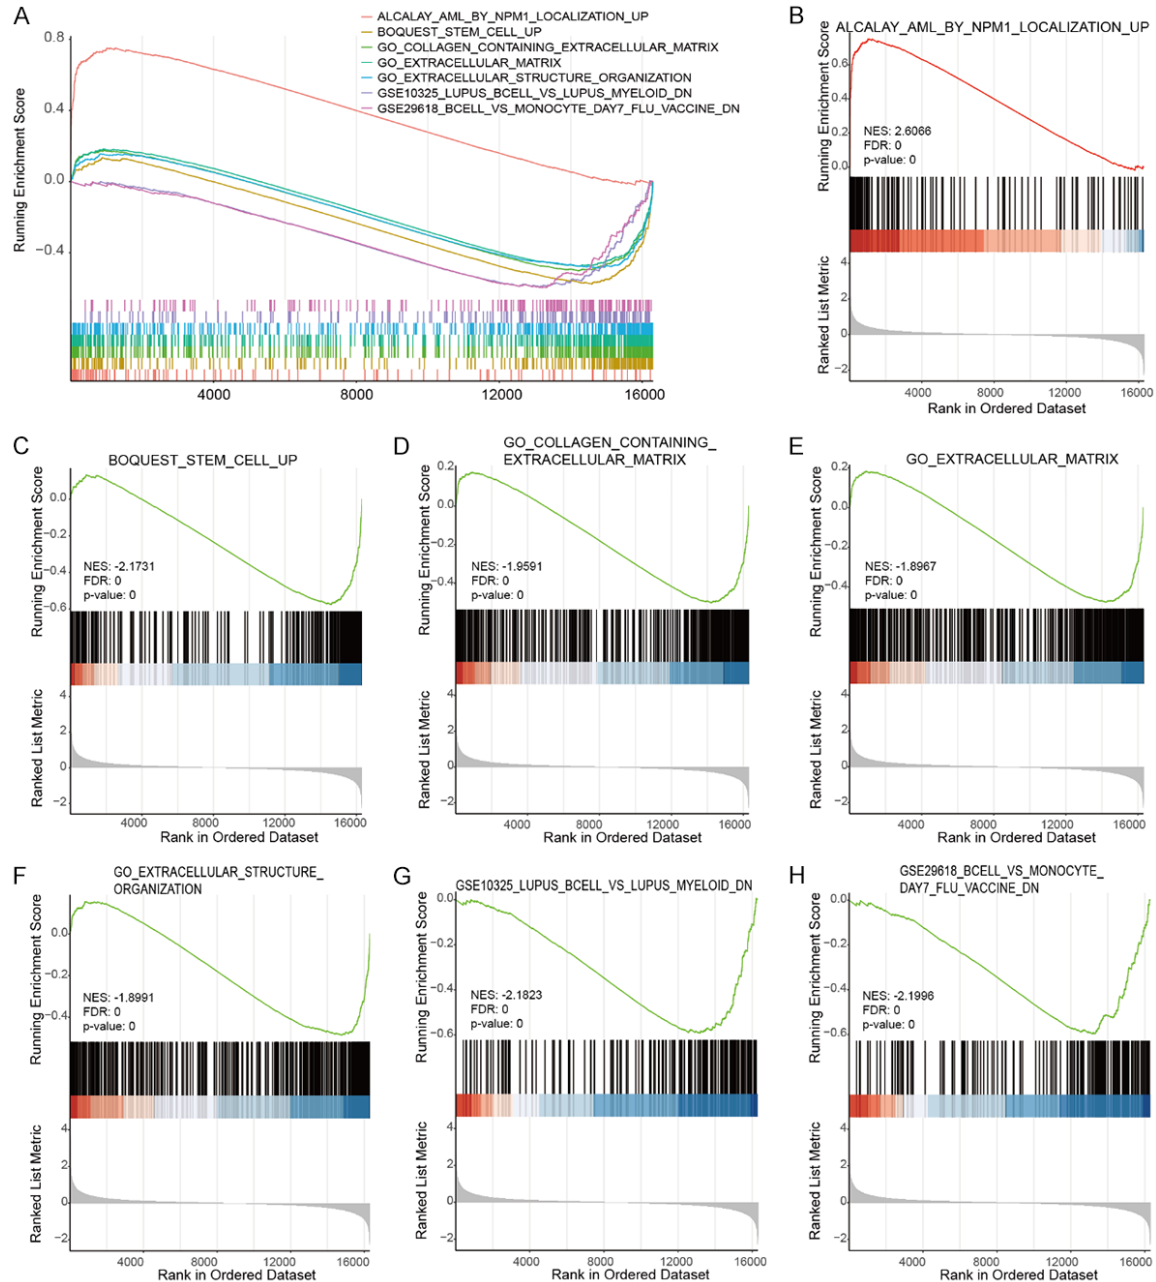 A
ALCALAY_AML_BY_NPM1_LOCALIZATION_UP
BOQUEST_STEM_CELL_UP
GO_COLLAGEN_CONTAINING_EXTRACELLULAR_MATRIX
GO_EXTRACELLULAR_MATRIX
GO_EXTRACELLULAR_STRUCTURE_ORGANIZATION
GSE10325_LUPUS_BCELL_VS_LUPUS_MYELOID_DN
GSE29618_BCELL_VS_MONOCYTE_DAY7_FLU_VACCINE_DN
Running Enrichment Score
0.8
0.4
0.0
−0.4
4000 8000 12000 16000
B
ALCALAY_AML_BY_NPM1_LOCALIZATION_UP
Running Enrichment Score
0.6
0.4
0.2
0.0
NES: 2.6066
FDR: 0
p-value: 0
Ranked List Metric
4
2
0
−2
4000 8000 12000 16000
Rank in Ordered Dataset
C
BOQUEST_STEM_CELL_UP
Running Enrichment Score
0.0
−0.2
−0.4
−0.6
NES: -2.1731
FDR: 0
p-value: 0
Ranked List Metric
4
2
0
−2
4000 8000 12000 16000
Rank in Ordered Dataset
D
GO_COLLAGEN_CONTAINING_
EXTRACELLULAR_MATRIX
Running Enrichment Score
0.2
0.0
−0.2
−0.4
NES: -1.9591
FDR: 0
p-value: 0
Ranked List Metric
4
2
0
−2
4000 8000 12000 16000
Rank in Ordered Dataset
E
GO_EXTRACELLULAR_MATRIX
Running Enrichment Score
0.2
0.0
−0.2
−0.4
NES: -1.8967
FDR: 0
p-value: 0
Ranked List Metric
4
2
0
−2
4000 8000 12000 16000
Rank in Ordered Dataset
F
GO_EXTRACELLULAR_STRUCTURE_
ORGANIZATION
Running Enrichment Score
0.0
−0.2
−0.4
NES: -1.8991
FDR: 0
p-value: 0
Ranked List Metric
4
2
0
−2
4000 8000 12000 16000
Rank in Ordered Dataset
G
GSE10325_LUPUS_BCELL_VS_LUPUS_MYELOID_DN
Running Enrichment Score
0.0
−0.2
−0.4
−0.6
NES: -2.1823
FDR: 0
p-value: 0
Ranked List Metric
4
2
0
−2
4000 8000 12000 16000
Rank in Ordered Dataset
H
GSE29618_BCELL_VS_MONOCYTE_
DAY7_FLU_VACCINE_DN
Running Enrichment Score
0.0
−0.2
−0.4
−0.6
NES: -2.1996
FDR: 0
p-value: 0
Ranked List Metric
4
2
0
−2
4000 8000 12000 16000
Rank in Ordered Dataset